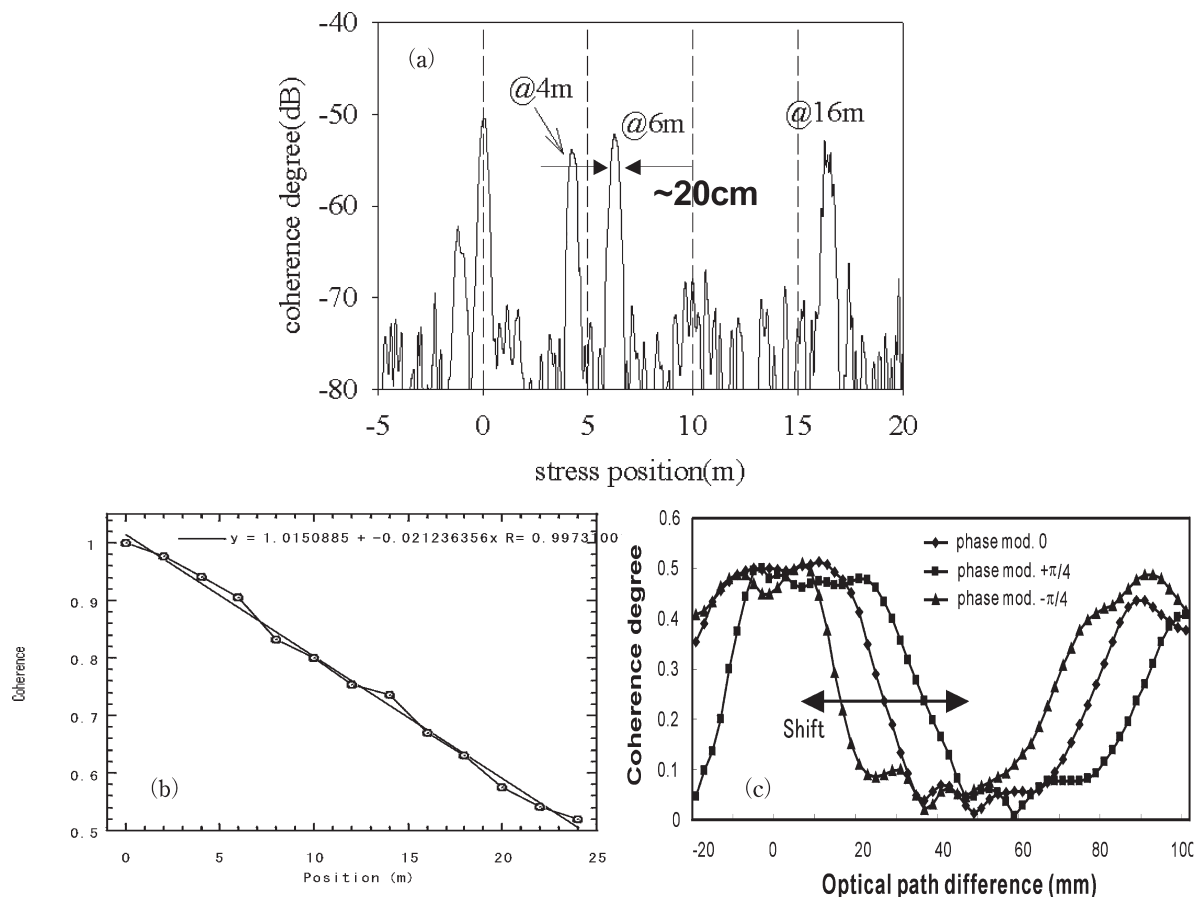 (a)
coherence degree(dB)
-40
-50
-60
-70
-80
@4m
@6m
@16m
~20cm
-5 0 5 10 15 20
stress position(m)
Coherence
1
0.9
0.8
0.7
0.6
0.5
y = 1.0150885 + -0.021236356x R= 0.9973100
(b)
0 5 10 15 20 25
Position (m)
Coherence degree
0.6
0.5
0.4
0.3
0.2
0.1
0
phase mod. 0
phase mod. +π/4
phase mod. -π/4
Shift
(c)
-20 0 20 40 60 80 100
Optical path difference (mm)